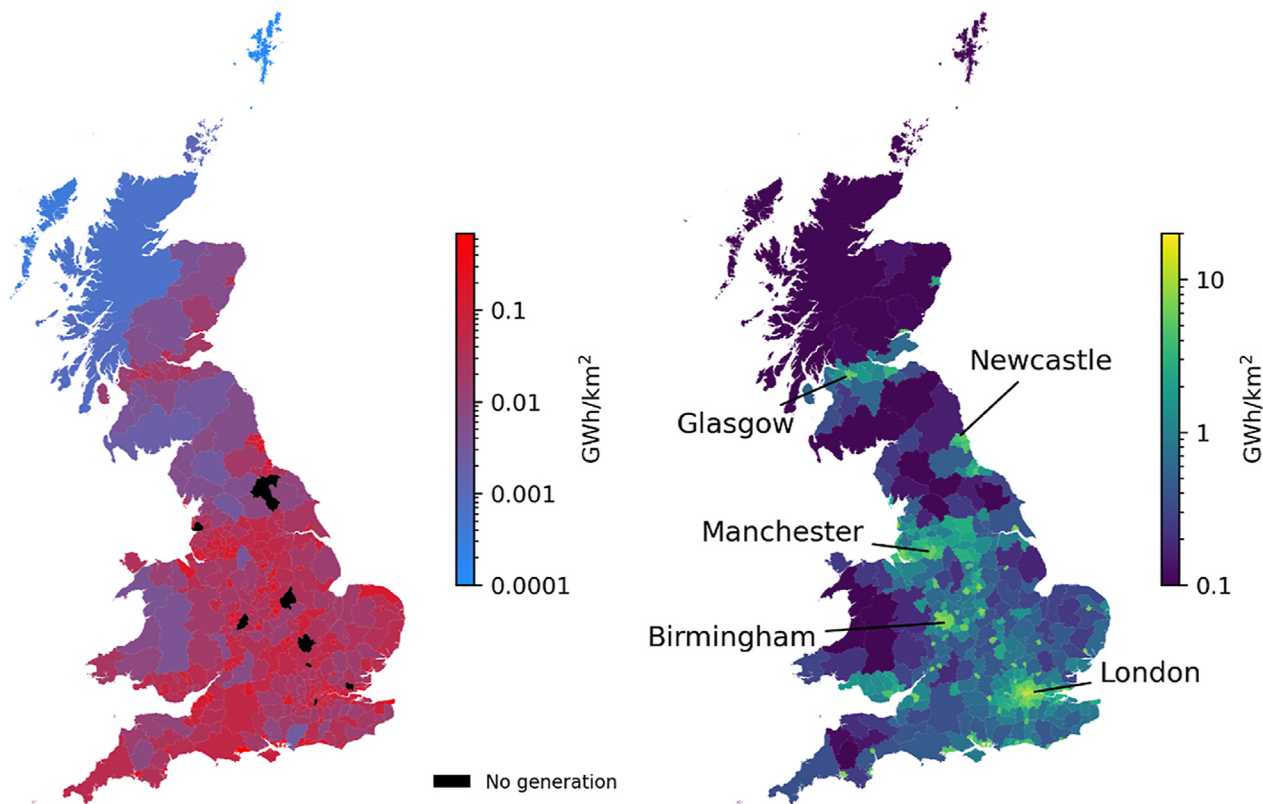 0.1
0.01
0.001
0.0001
GWh/km²
No generation
Newcastle
Glasgow
Manchester
Birmingham
London
10
1
0.1
GWh/km²